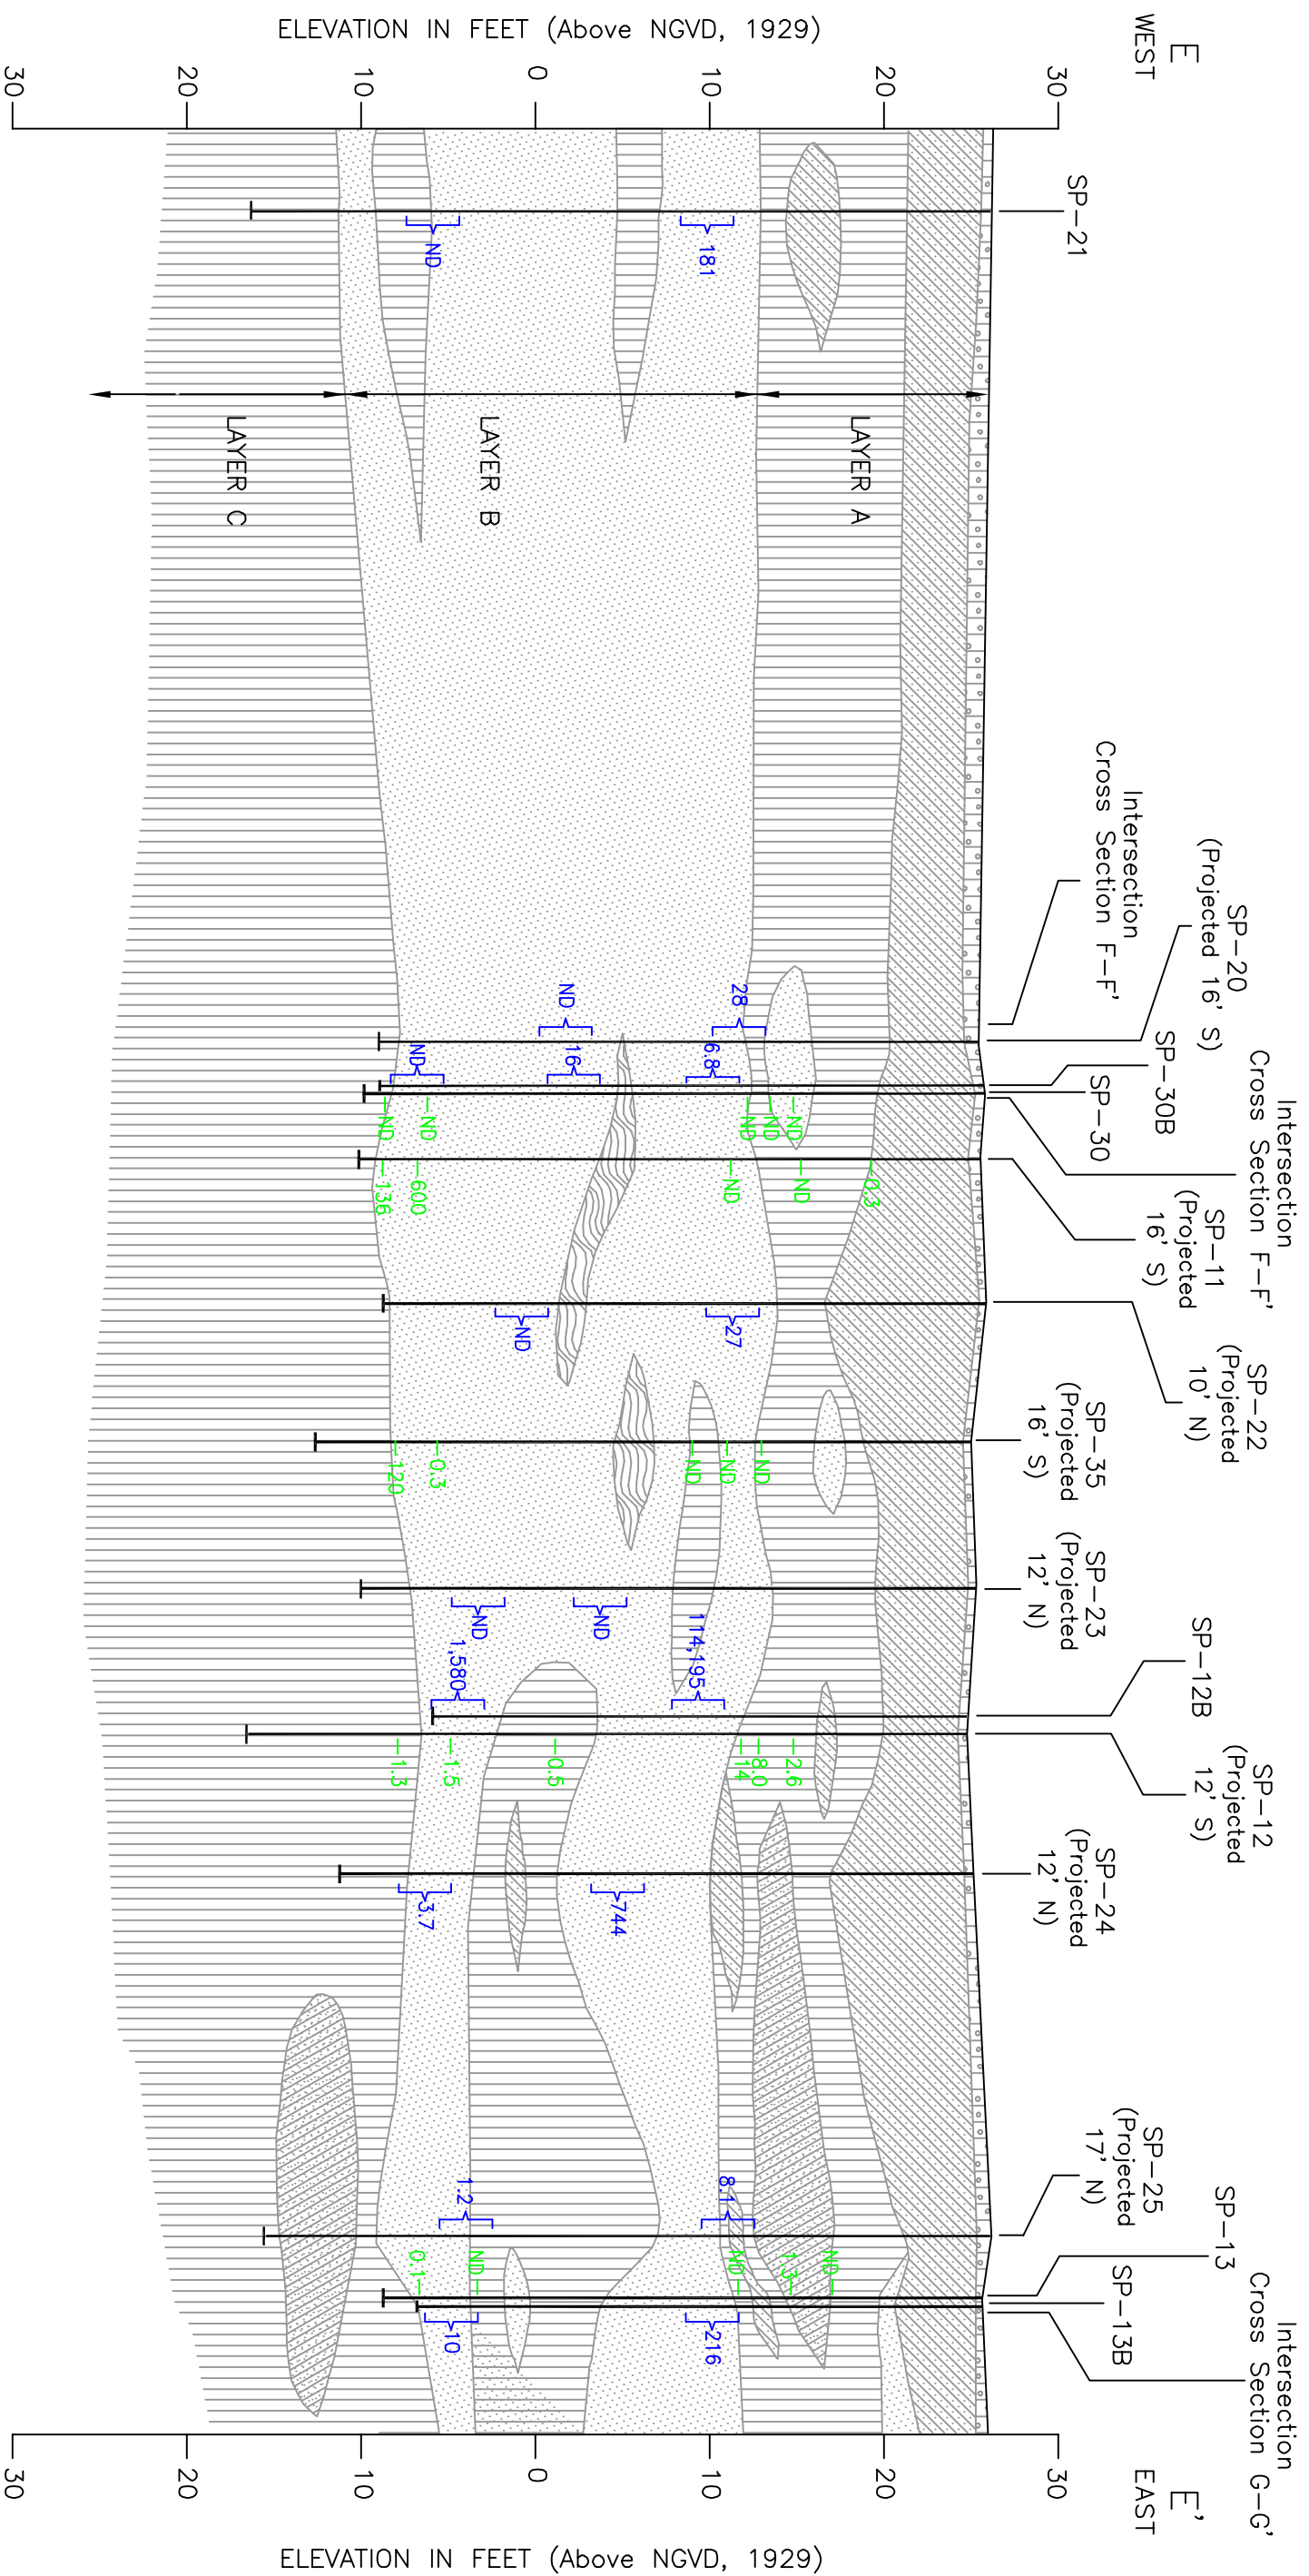 E
WEST
E'
EAST
ELEVATION IN FEET (Above NGVD, 1929)
30
20
10
0
10
20
30
SP-21
Intersection
Cross Section F-F'
SP-20
(Projected 16' S)
SP-30B
SP-30
Intersection
Cross Section F-F'
SP-11
(Projected
16' S)
SP-22
(Projected
10' N)
SP-35
(Projected
16' S)
SP-23
(Projected
12' N)
SP-12B
SP-12
(Projected
12' S)
SP-24
(Projected
12' N)
SP-25
(Projected
17' N)
SP-13
SP-13B
Intersection
Cross Section G-G'
LAYER A
LAYER B
LAYER C
181
ND
28
ND
6.8
16
ND
ND
ND
ND
ND
ND
0.3
ND
ND
600
136
27
ND
ND
ND
ND
0.3
120
ND
ND
114,195
1,580
2.6
8.0
14
0.5
1.5
1.3
744
3.7
8.1
1.2
ND
1.3
ND
ND
0.1
216
10
30
20
10
0
10
20
30
ELEVATION IN FEET (Above NGVD, 1929)